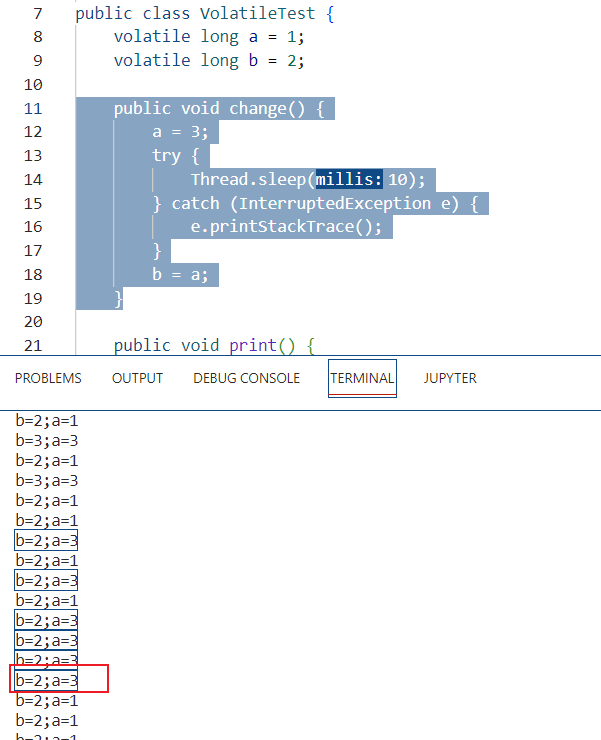 7 public class VolatileTest {
8 volatile long a = 1;
9 volatile long b = 2;
10
11 public void change() {
12 a = 3;
13 try {
14 Thread.sleep(millis: 10);
15 } catch (InterruptedException e) {
16 e.printStackTrace();
17 }
18 b = a;
19 }
20
21 public void print() {
PROBLEMS OUTPUT DEBUG CONSOLE TERMINAL JUPYTER
b=2;a=1
b=3;a=3
b=2;a=1
b=3;a=3
b=2;a=1
b=2;a=1
b=2;a=3
b=2;a=1
b=2;a=3
b=2;a=1
b=2;a=3
b=2;a=3
b=2;a=3
b=2;a=3
b=2;a=1
b=2;a=1
b=2;a=1